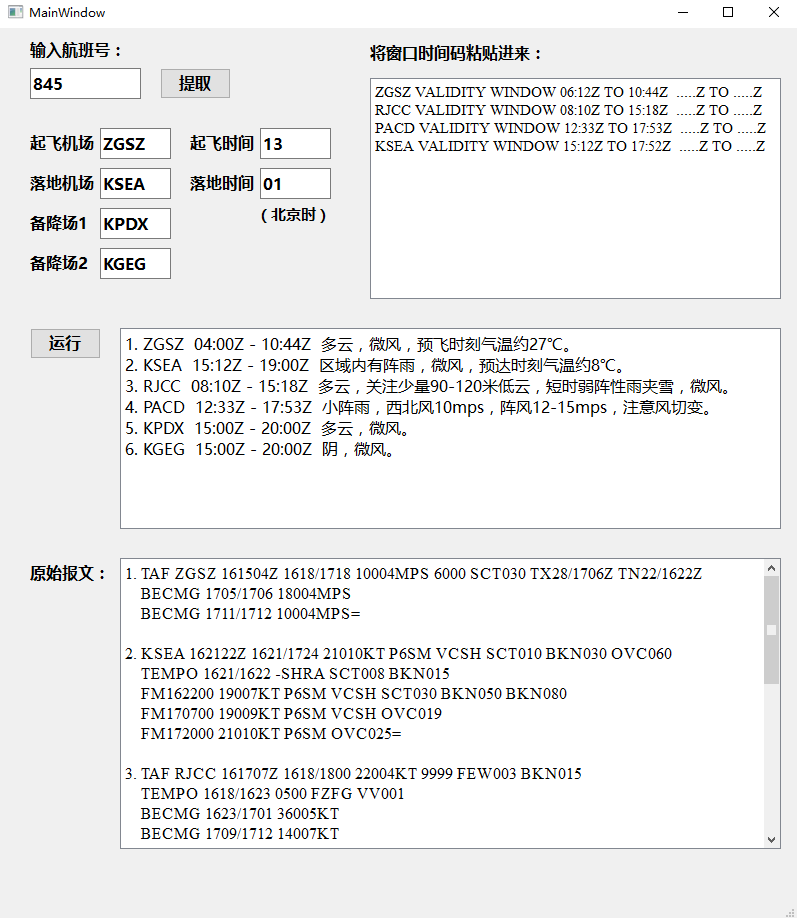 MainWindow
输入航班号：
845
提取
将窗口时间码粘贴进来：
ZGSZ VALIDITY WINDOW 06:12Z TO 10:44Z .....Z TO .....Z
RJCC VALIDITY WINDOW 08:10Z TO 15:18Z .....Z TO .....Z
PACD VALIDITY WINDOW 12:33Z TO 17:53Z .....Z TO .....Z
KSEA VALIDITY WINDOW 15:12Z TO 17:52Z .....Z TO .....Z
起飞机场 ZGSZ 起飞时间 13
落地机场 KSEA 落地时间 01
（北京时）
备降场1 KPDX
备降场2 KGEG
运行
1. ZGSZ 04:00Z - 10:44Z 多云，微风，预飞时刻气温约27℃。
2. KSEA 15:12Z - 19:00Z 区域内有阵雨，微风，预达时刻气温约8℃。
3. RJCC 08:10Z - 15:18Z 多云，关注少量90-120米低云，短时弱阵性雨夹雪，微风。
4. PACD 12:33Z - 17:53Z 小阵雨，西北风10mps，阵风12-15mps，注意风切变。
5. KPDX 15:00Z - 20:00Z 多云，微风。
6. KGEG 15:00Z - 20:00Z 阴，微风。
原始报文：
1. TAF ZGSZ 161504Z 1618/1718 10004MPS 6000 SCT030 TX28/1706Z TN22/1622Z
BECMG 1705/1706 18004MPS
BECMG 1711/1712 10004MPS=
2. KSEA 162122Z 1621/1724 21010KT P6SM VCSH SCT010 BKN030 OVC060
TEMPO 1621/1622 -SHRA SCT008 BKN015
FM162200 19007KT P6SM VCSH SCT030 BKN050 BKN080
FM170700 19009KT P6SM VCSH OVC019
FM172000 21010KT P6SM OVC025=
3. TAF RJCC 161707Z 1618/1800 22004KT 9999 FEW003 BKN015
TEMPO 1618/1623 0500 FZFG VV001
BECMG 1623/1701 36005KT
BECMG 1709/1712 14007KT